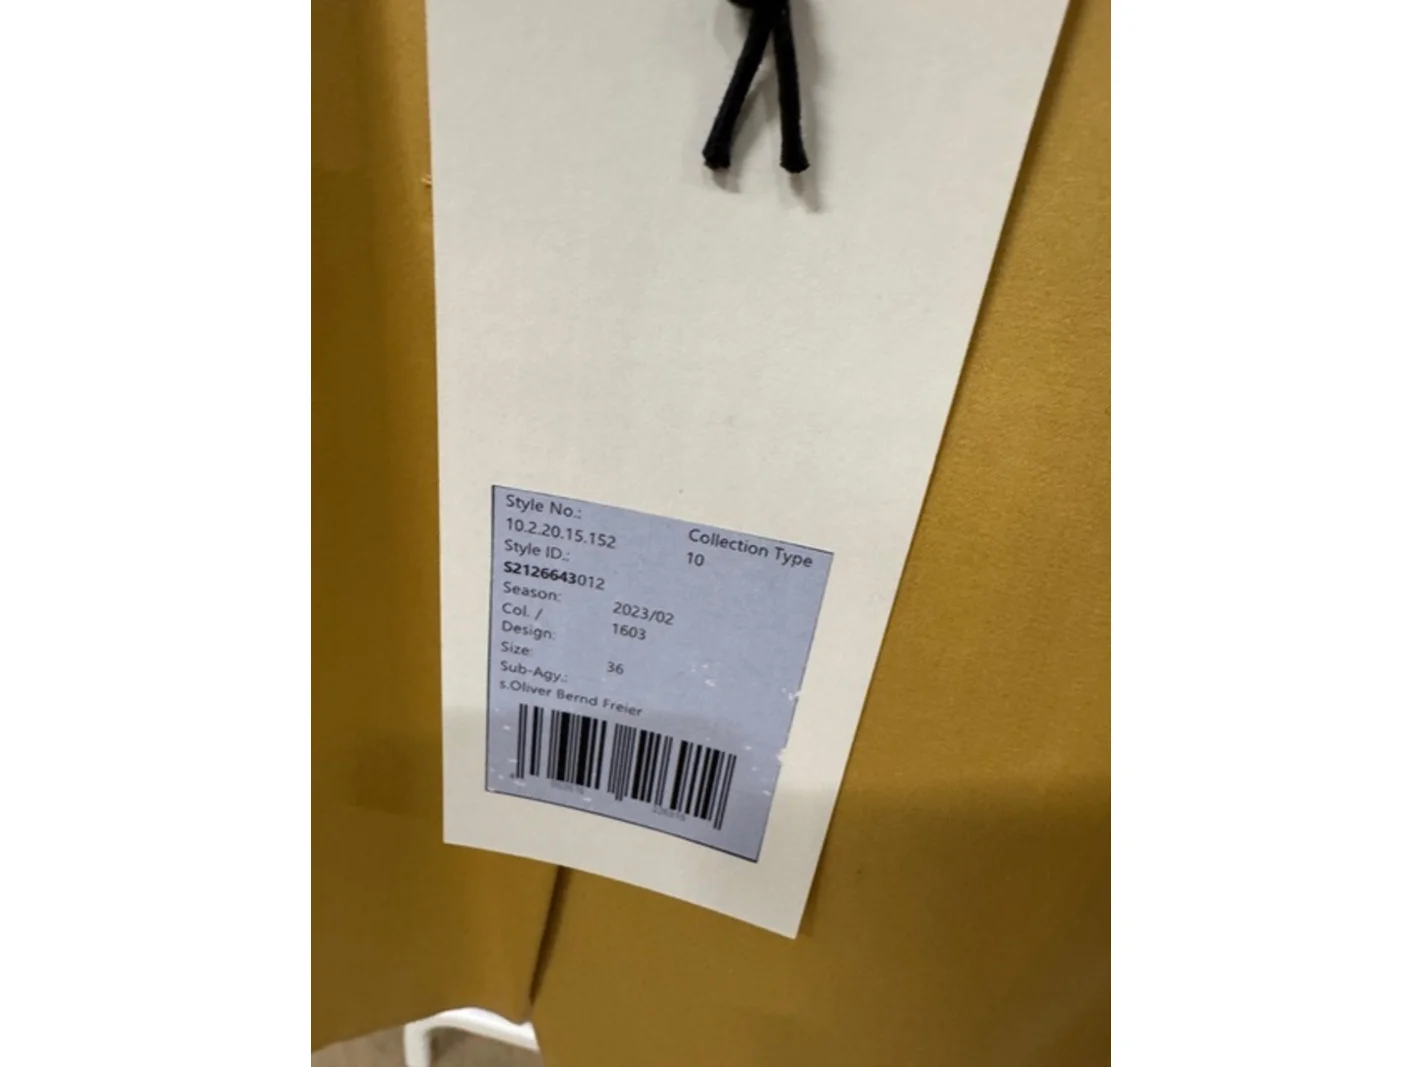 Style No.:
10.2.20.15.152
Collection Type
10
Style ID.:
S2126643012
Season: 2023/02
Col. /
Design: 1603
Size: 36
Sub-Agy.:
s.Oliver Bernd Freier